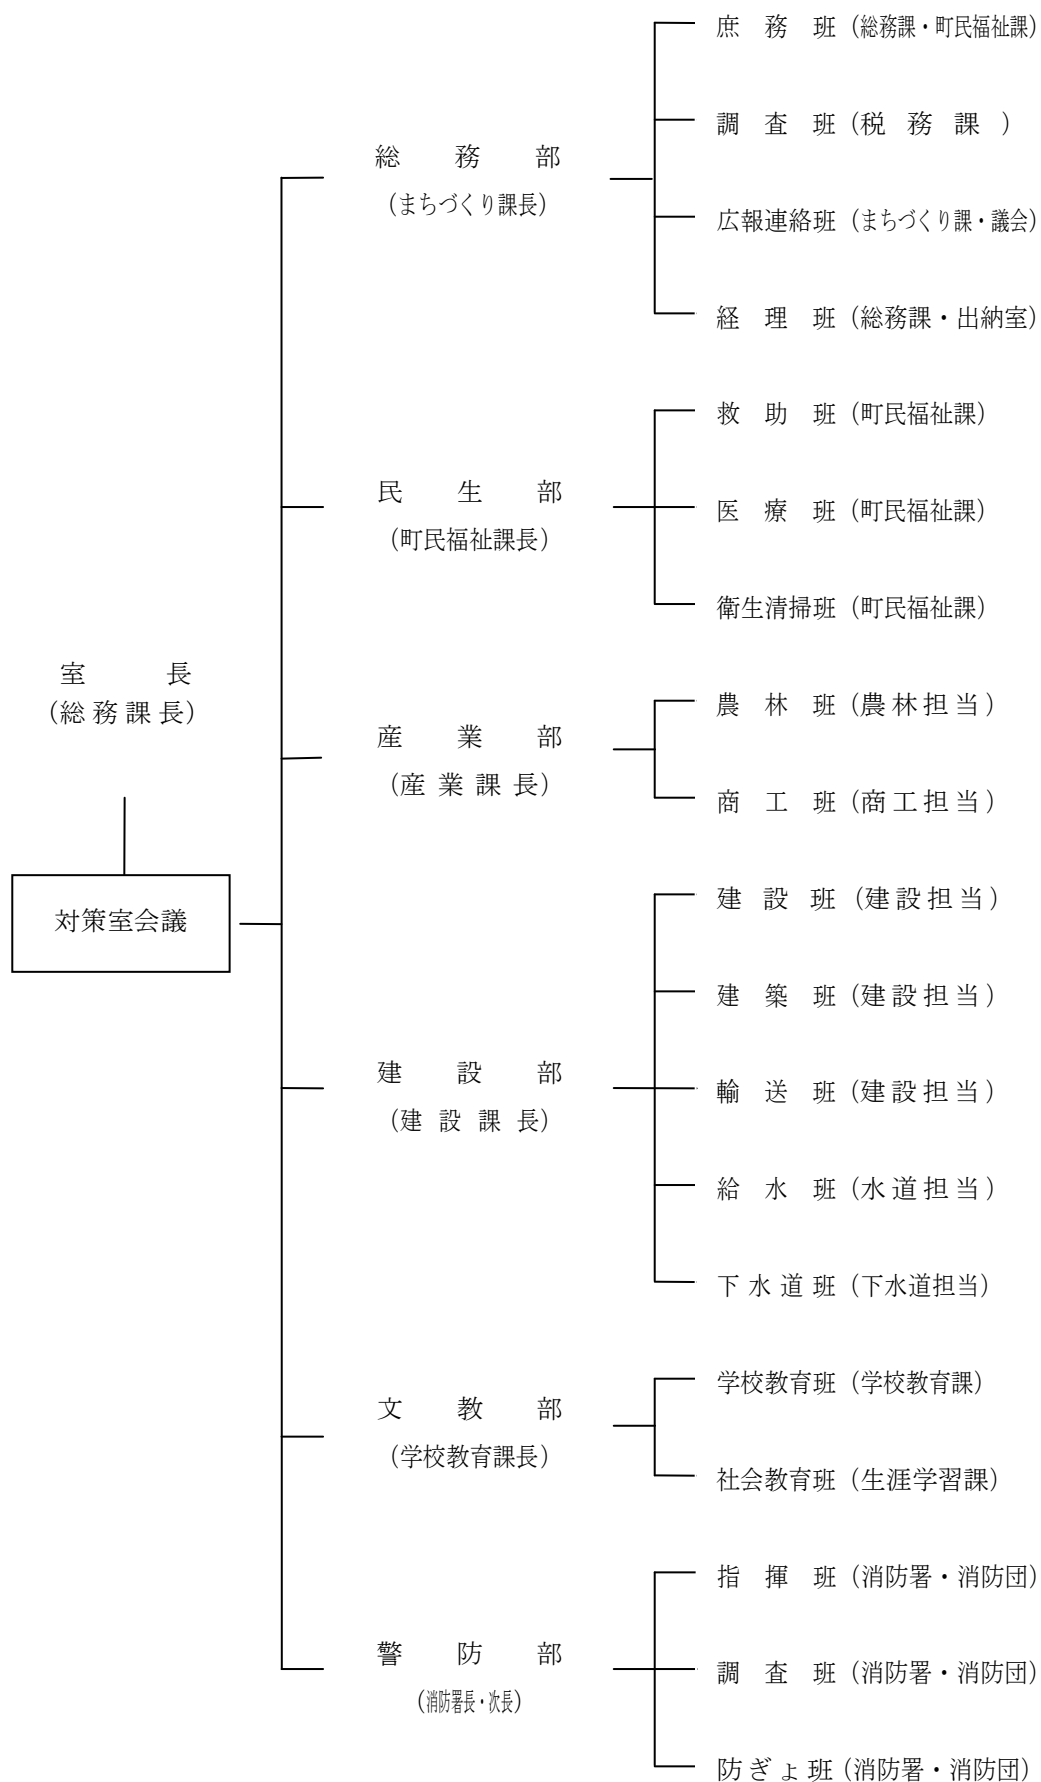 室長
(総務課長)
対策室会議
総務部
(まちづくり課長)
庶務班 (総務課・町民福祉課)
調査班 (税務課)
広報連絡班 (まちづくり課・議会)
経理班 (総務課・出納室)
民生部
(町民福祉課長)
救助班 (町民福祉課)
医療班 (町民福祉課)
衛生清掃班 (町民福祉課)
産業部
(産業課長)
農林班 (農林担当)
商工班 (商工担当)
建設部
(建設課長)
建設班 (建設担当)
建築班 (建設担当)
輸送班 (建設担当)
給水班 (水道担当)
下水道班 (下水道担当)
文教部
(学校教育課長)
学校教育班 (学校教育課)
社会教育班 (生涯学習課)
警防部
(消防署長・次長)
指揮班 (消防署・消防団)
調査班 (消防署・消防団)
防ぎょ班 (消防署・消防団)